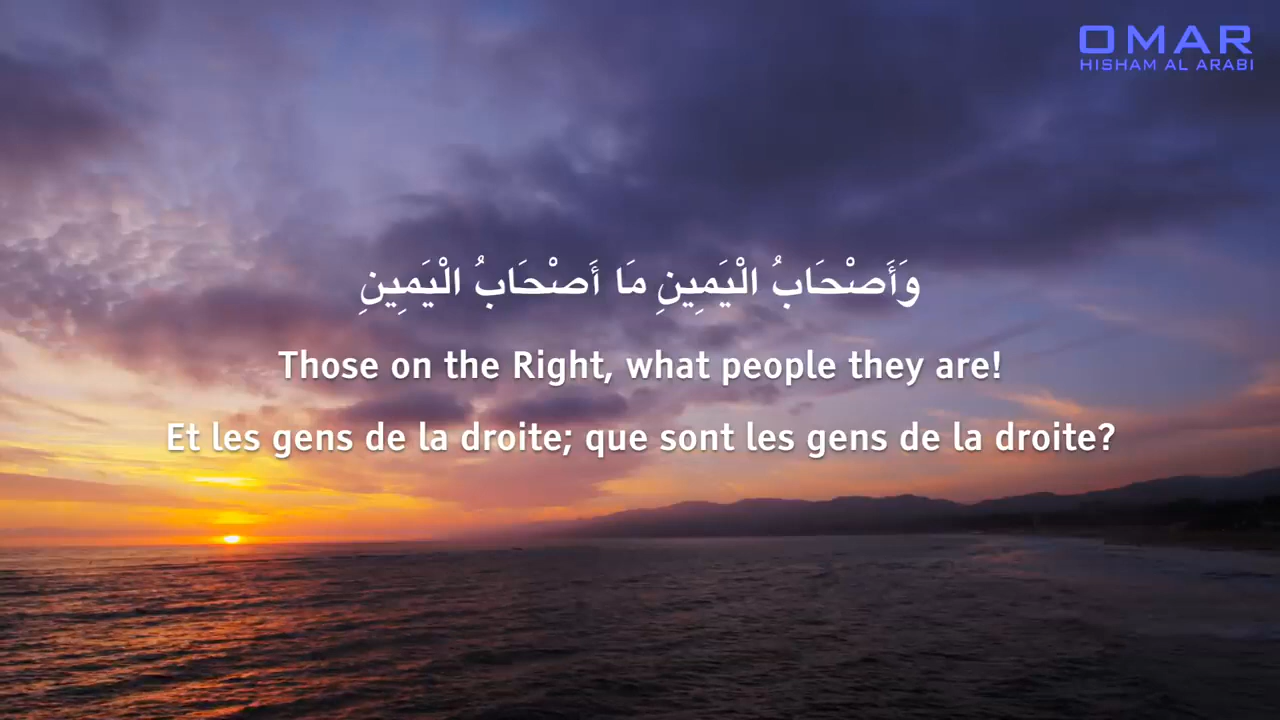 OMAR
HISHAM AL ARABI
وَأَصْحَابُ الْيَمِينِ مَا أَصْحَابُ الْيَمِينِ
Those on the Right, what people they are!
Et les gens de la droite; que sont les gens de la droite?